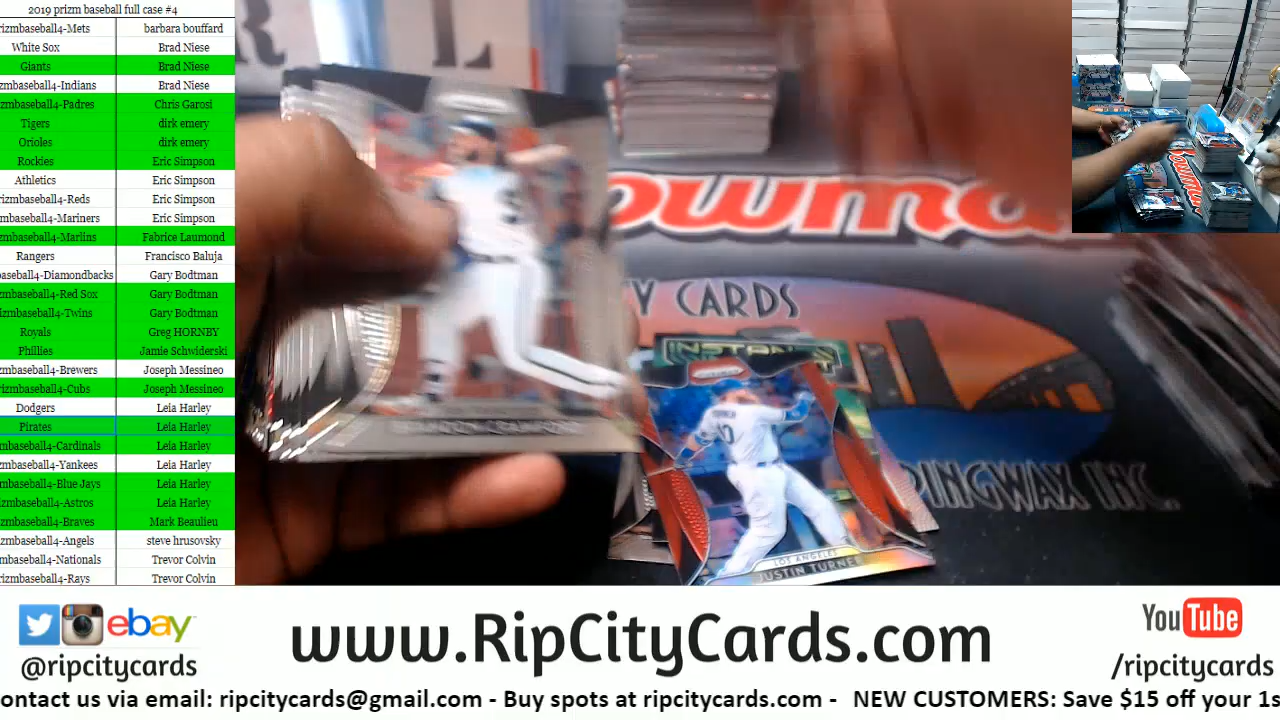 2019 prizm baseball full case #4
rizmbaseball4-Mets barbara bouffard
White Sox Brad Niese
Giants Brad Niese
izmbaseball4-Indians Brad Niese
zmbaseball4-Padres Chris Garosi
Tigers dirk emery
Orioles dirk emery
Rockies Eric Simpson
Athletics Eric Simpson
rizmbaseball4-Reds Eric Simpson
mbaseball4-Mariners Eric Simpson
zmbaseball4-Marlins Fabrice Laumond
Rangers Francisco Baluja
baseball4-Diamondbacks Gary Bodtman
zmbaseball4-Red Sox Gary Bodtman
izmbaseball4-Twins Gary Bodtman
Royals Greg HORNBY
Phillies Jamie Schwiderski
zmbaseball4-Brewers Joseph Messineo
rizmbaseball4-Cubs Joseph Messineo
Dodgers Leia Harley
Pirates Leia Harley
mbaseball4-Cardinals Leia Harley
zmbaseball4-Yankees Leia Harley
mbaseball4-Blue Jays Leia Harley
izmbaseball4-Astros Leia Harley
zmbaseball4-Braves Mark Beaulieu
zmbaseball4-Angels steve hrusovsky
mbaseball4-Nationals Trevor Colvin
rizmbaseball4-Rays Trevor Colvin
R L
owma
Bowman
Y CARDS
DINGWAX INC.
LOS ANGELES
JUSTIN TURNER
ebay
@ripcitycards
www.RipCityCards.com
YouTube
/ripcitycards
ontact us via email: ripcitycards@gmail.com - Buy spots at ripcitycards.com - NEW CUSTOMERS: Save $15 off your 1s